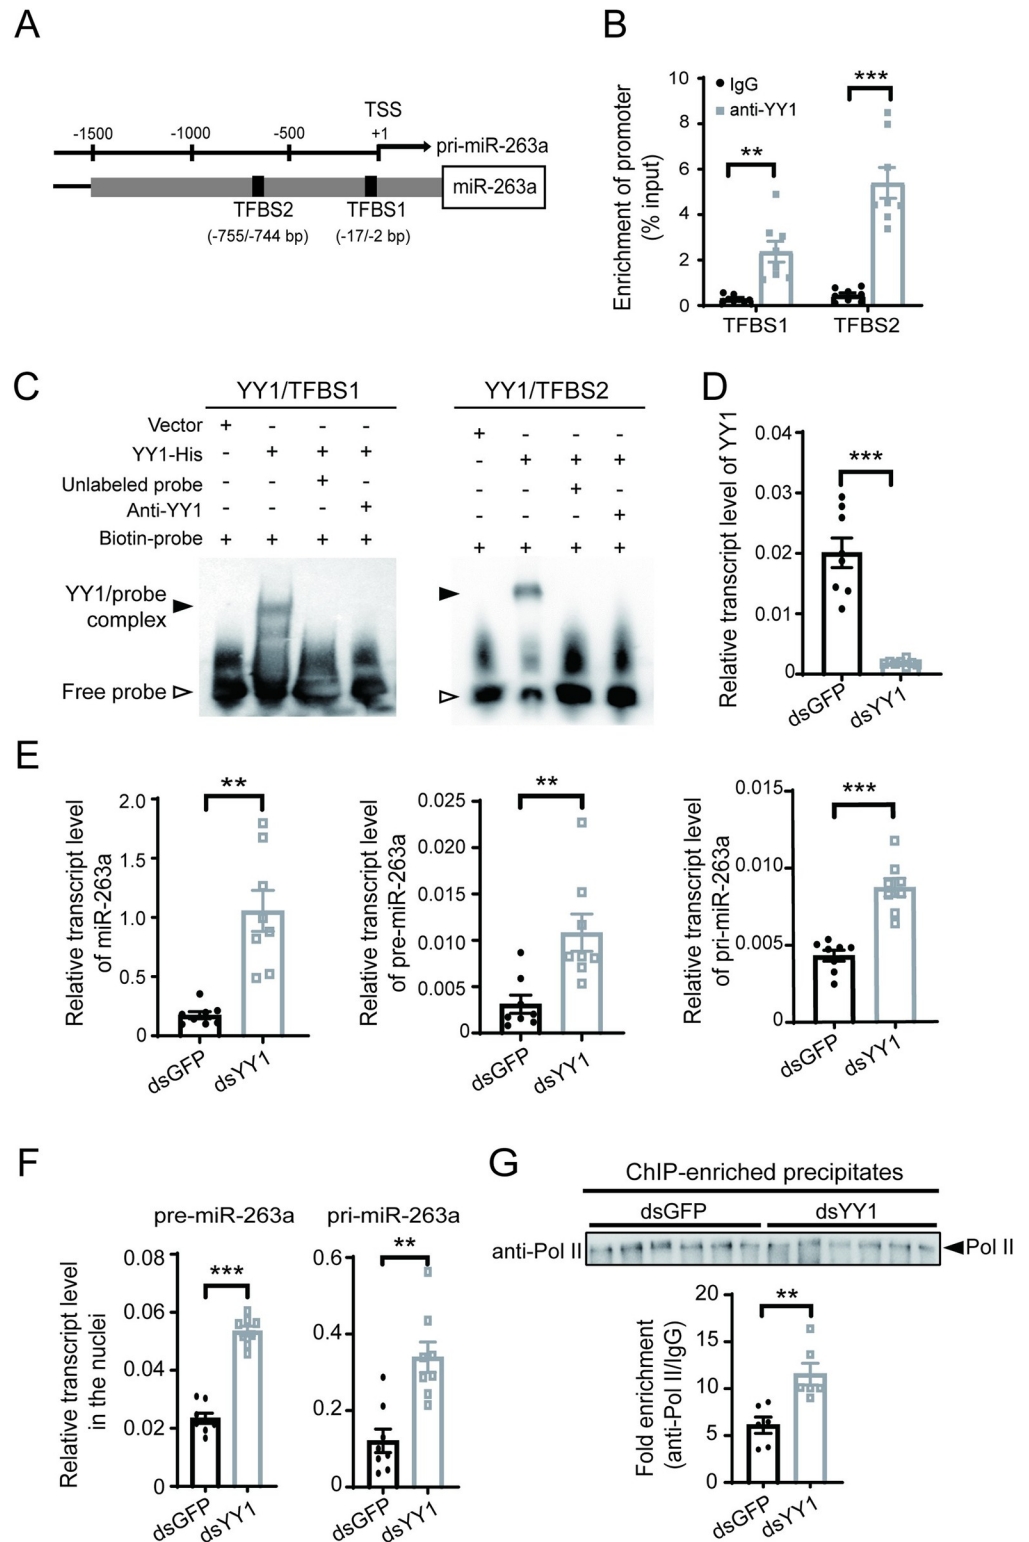 A
TSS
-1500 -1000 -500 +1
pri-miR-263a
miR-263a
TFBS2 TFBS1
(-755/-744 bp) (-17/-2 bp)
B
Enrichment of promoter
(% input)
10
8
6
4
2
0
IgG
anti-YY1
** ***
TFBS1 TFBS2
C
YY1/TFBS1 YY1/TFBS2
Vector + - - - + - - -
YY1-His - + + + - + + +
Unlabeled probe - - + - - - + -
Anti-YY1 - - - + - - - +
Biotin-probe + + + + + + + +
YY1/probe
complex
Free probe
D
Relative transcript level of YY1
0.04
0.03
0.02
0.01
0
***
dsGFP dsYY1
E
Relative transcript level
of miR-263a
2.0
1.5
1.0
0.5
0
**
dsGFP dsYY1
Relative transcript level
of pre-miR-263a
0.025
0.020
0.015
0.010
0.005
0
**
dsGFP dsYY1
Relative transcript level
of pri-miR-263a
0.015
0.010
0.005
0
***
dsGFP dsYY1
F
Relative transcript level
in the nuclei
pre-miR-263a
0.08
0.06
0.04
0.02
0
***
dsGFP dsYY1
pri-miR-263a
0.6
0.4
0.2
0
**
dsGFP dsYY1
G
ChIP-enriched precipitates
dsGFP dsYY1
anti-Pol II Pol II
Fold enrichment
(anti-Pol II/IgG)
20
15
10
5
0
**
dsGFP dsYY1